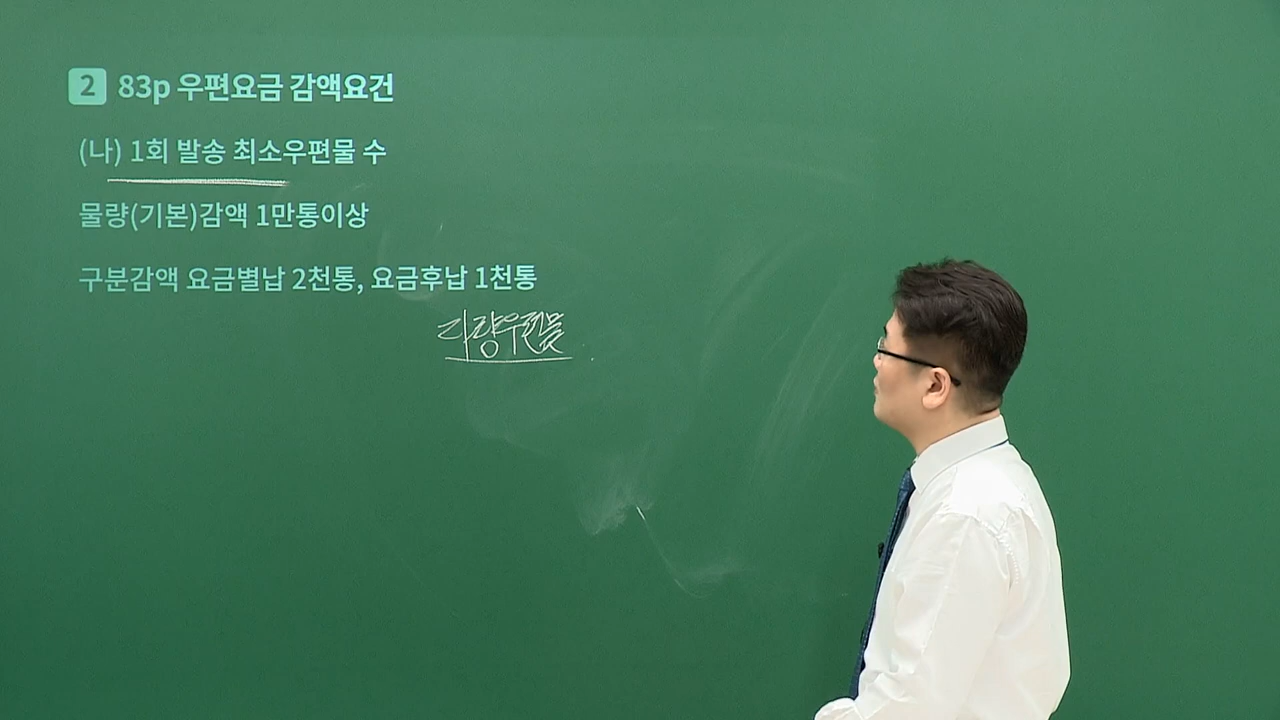 2 83p 우편요금 감액요건
(나) 1회 발송 최소우편물 수
물량(기본)감액 1만통이상
구분감액 요금별납 2천통, 요금후납 1천통
다량우편물